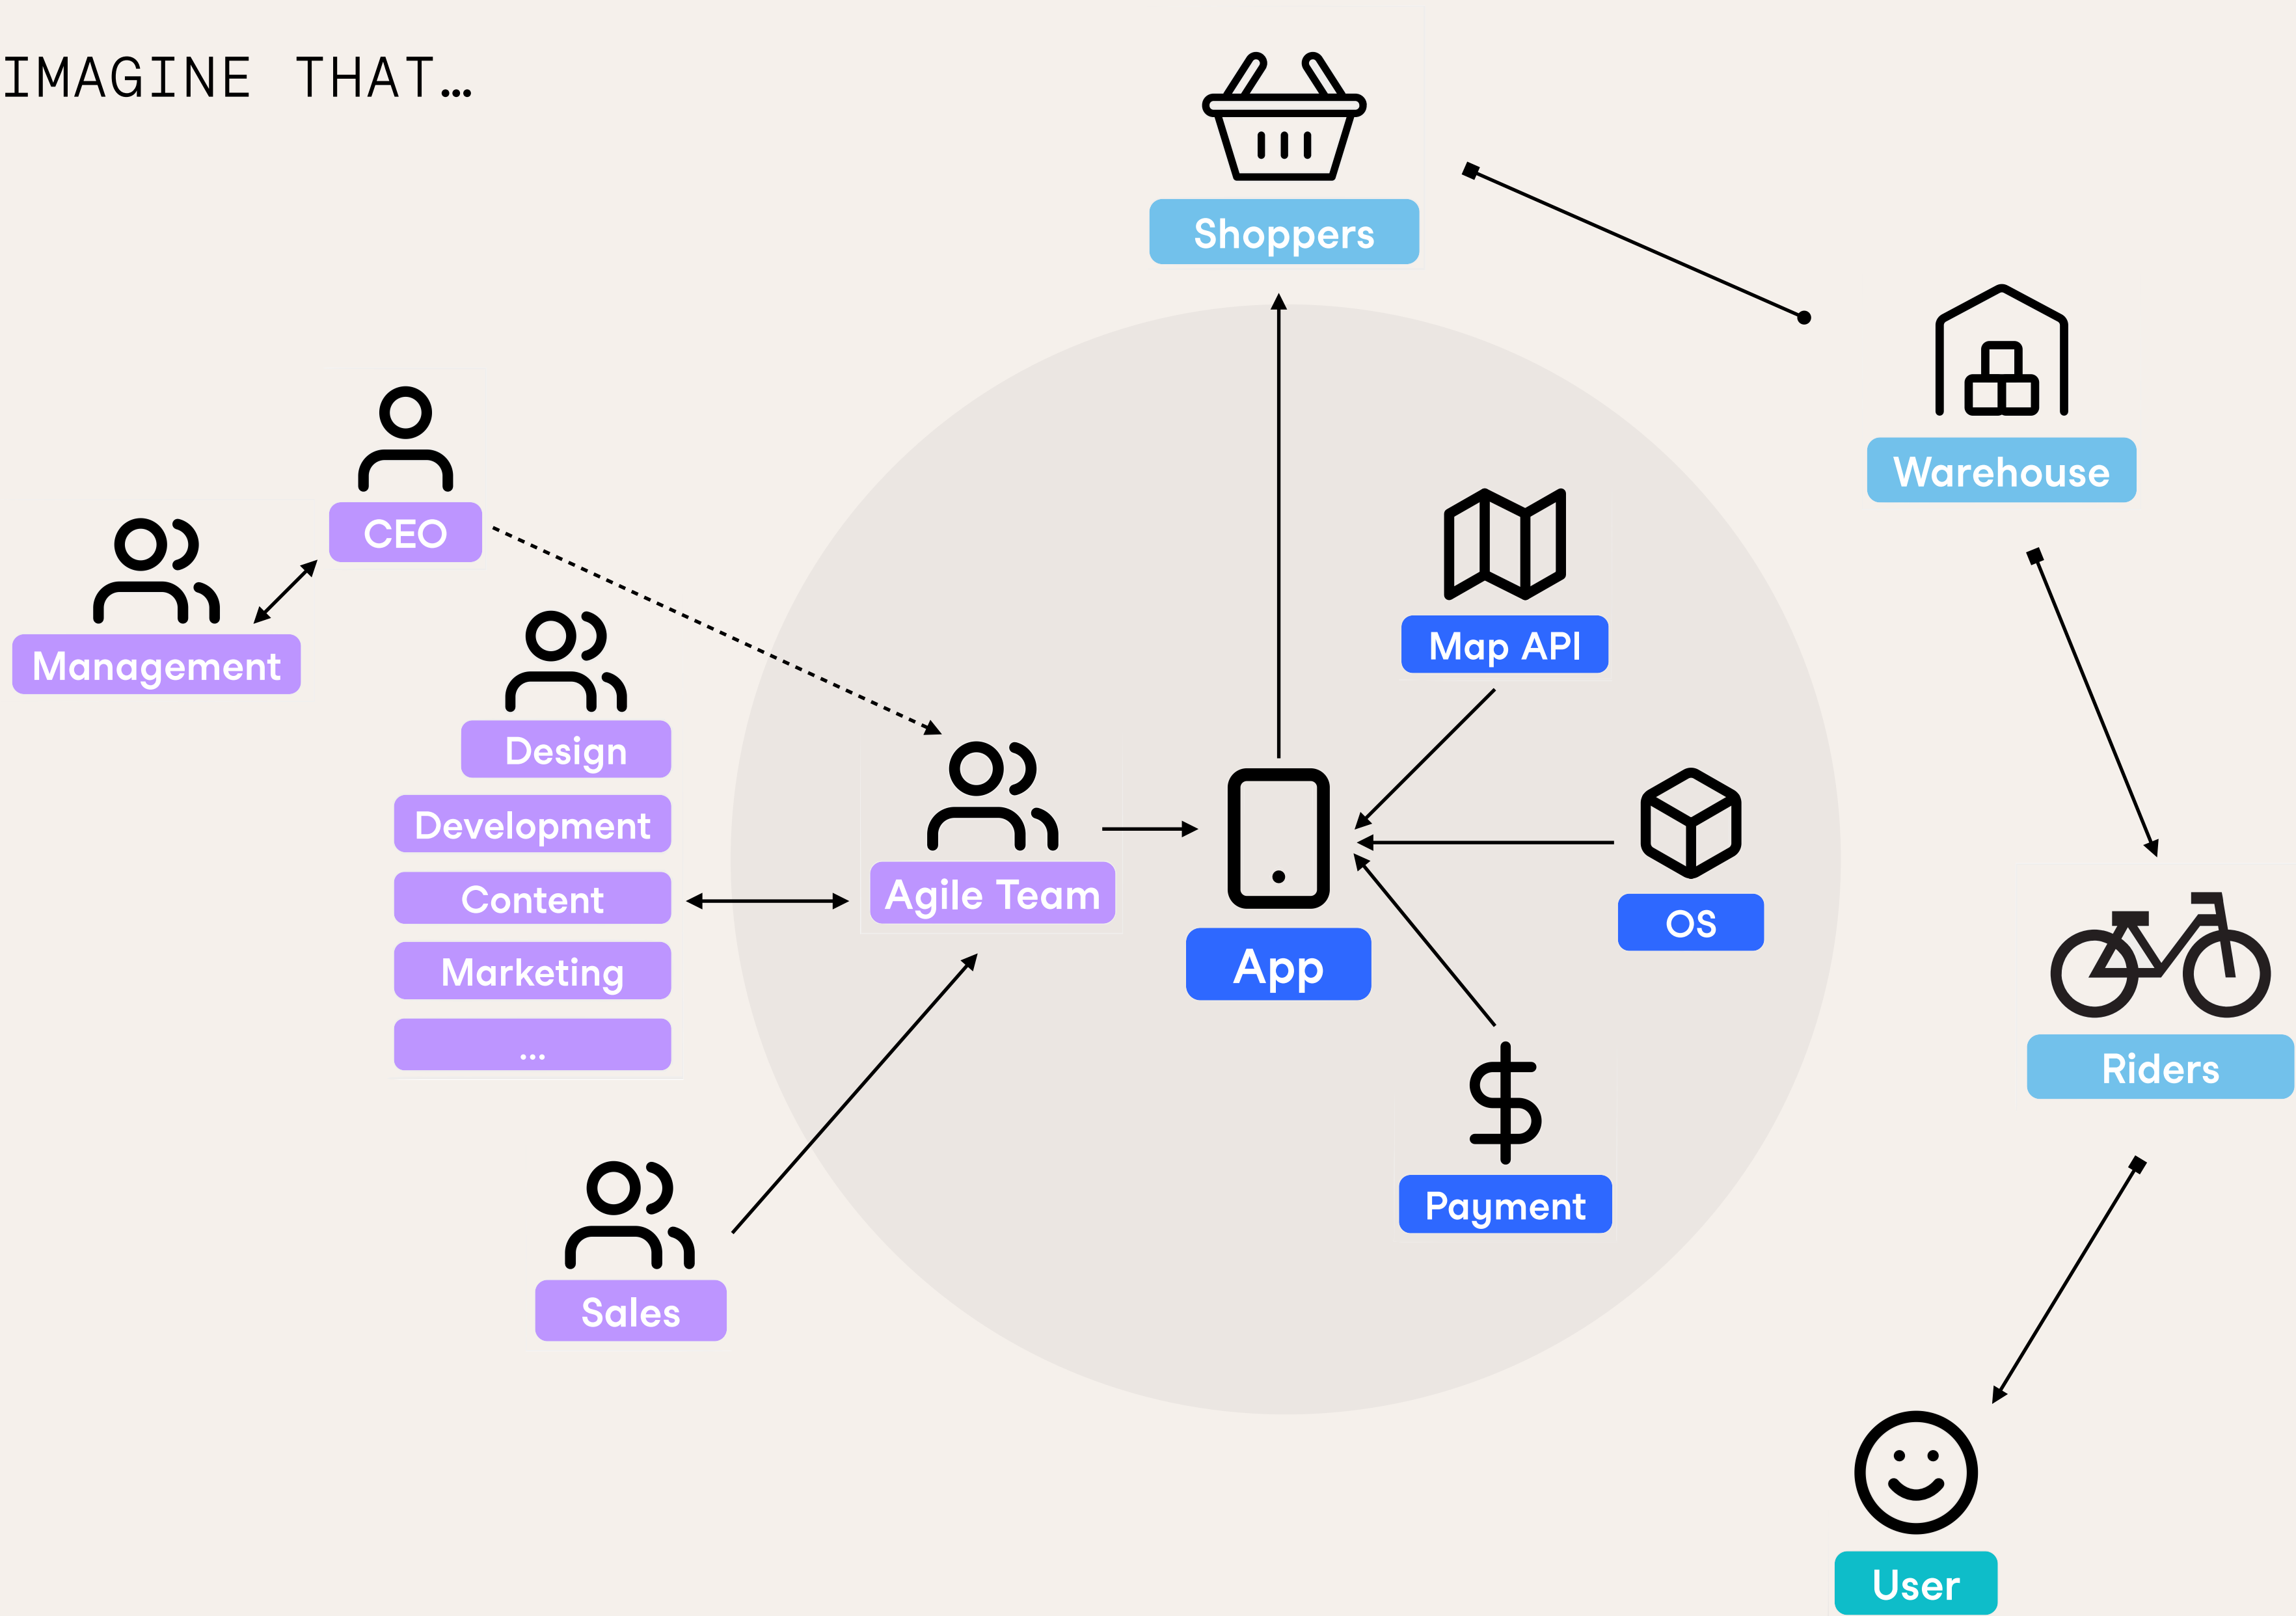 IMAGINE THAT…
Shoppers
Warehouse
CEO
Management
Map API
Design
Development
Content
Marketing
...
Agile Team
App
OS
Riders
Payment
Sales
User